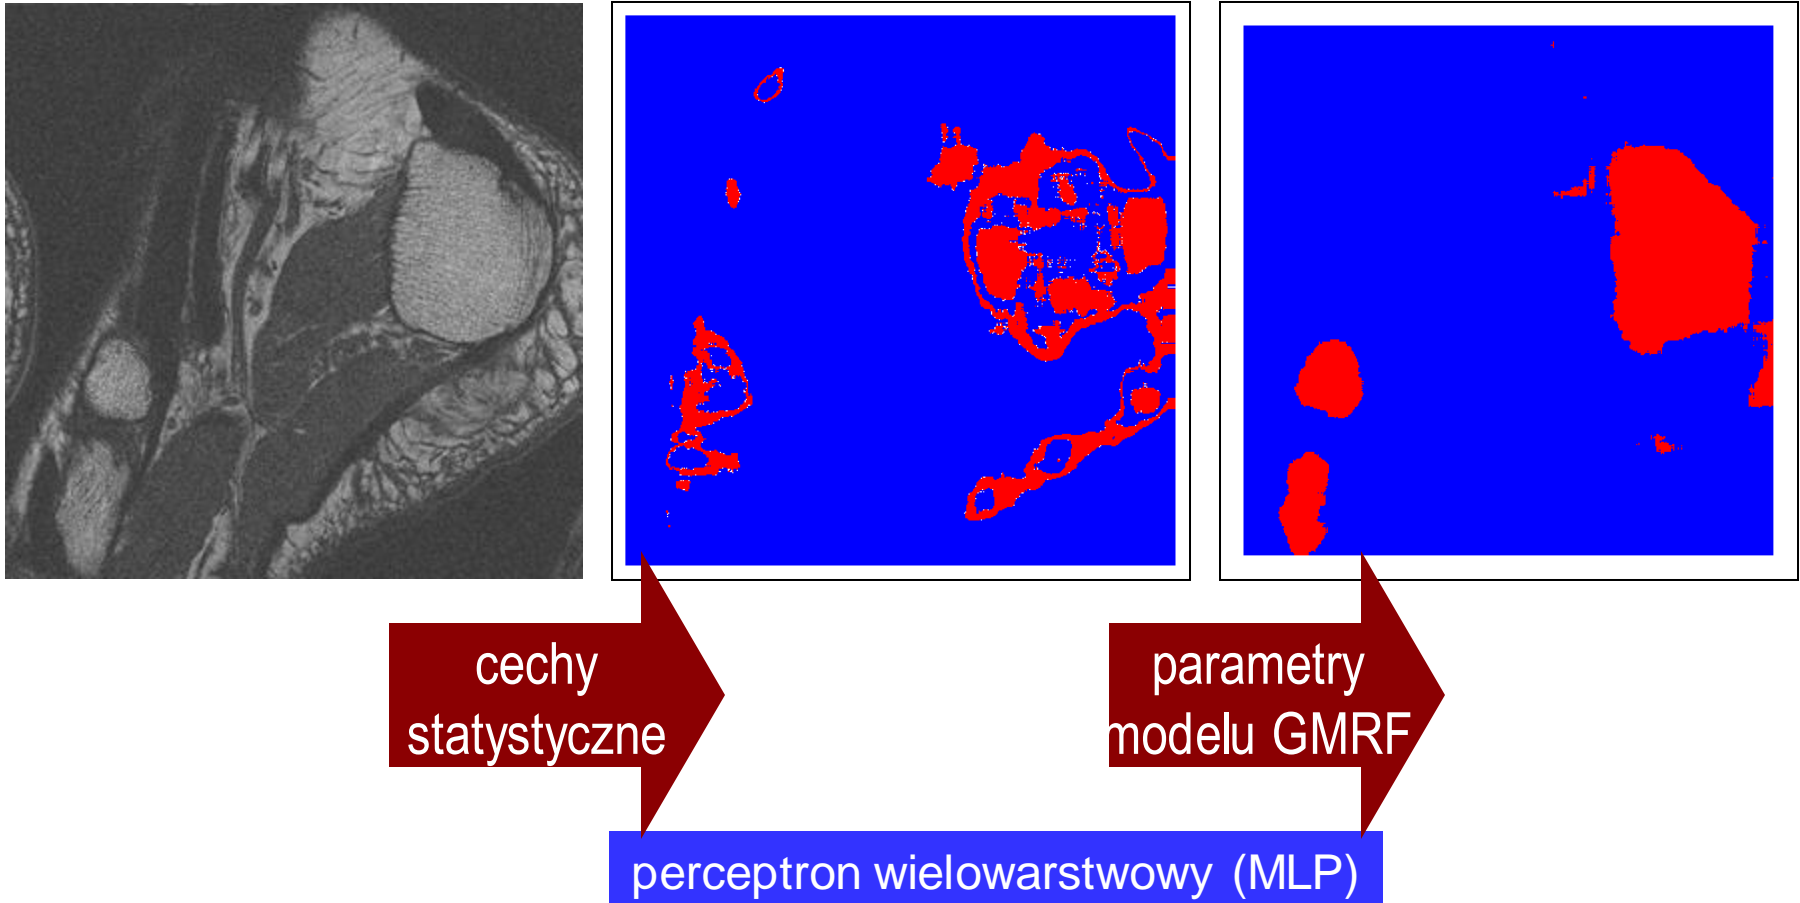 cechy
statystyczne
parametry
modelu GMRF
perceptron wielowarstwowy (MLP)